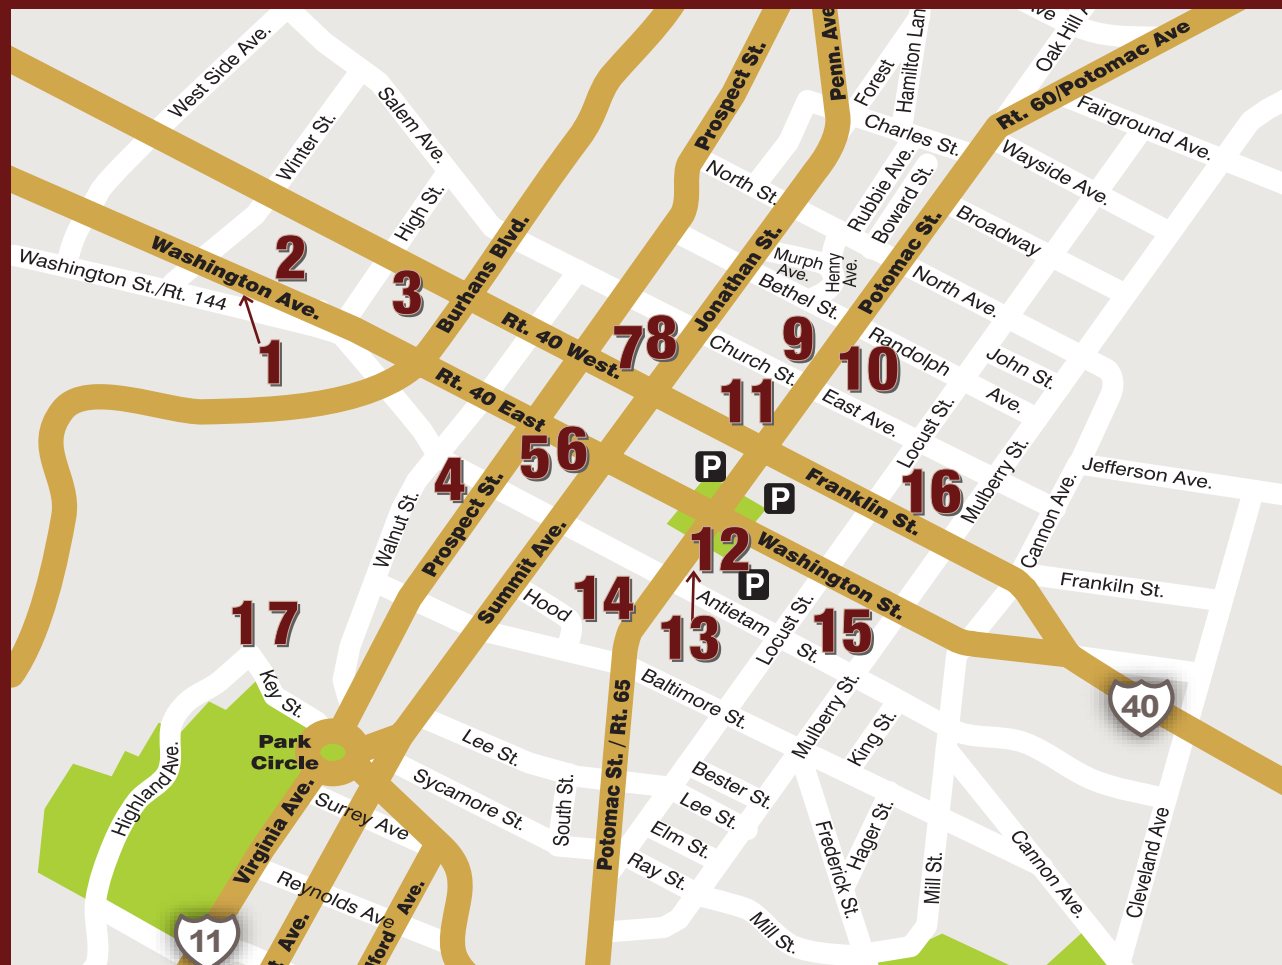 West Side Ave.
Winter St.
Salem Ave.
High St.
Burhans Blvd.
Prospect St.
Penn. Ave
Forest
Hamilton Lan
Oak Hill
Rt. 60/Potomac Ave
Fairground Ave.
Charles St.
Wayside Ave.
North St.
Rubbie Ave.
Boward St.
Broadway
Potomac St.
North Ave.
Jonathan St.
Murph
Ave.
Henry
Ave.
Bethel St.
Washington St./Rt. 144
Washington Ave.
1
2
3
Rt. 40 West.
Rt. 40 East
7
8
9
10
11
Church St.
East Ave.
Randolph
Ave.
John St.
Locust St.
Mulberry St.
16
Jefferson Ave.
Cannon Ave.
Frankiln St.
Franklin St.
Washington St.
P
P
P
4
5
6
Walnut St.
Prospect St.
Summit Ave.
Hood
14
12
13
Antietam
St.
Locust St.
15
40
17
Key St.
Park
Circle
Highland Ave.
Virginia Ave.
Surrey Ave
Reynolds Ave
11
t Ave.
lford Ave.
Lee St.
Sycamore St.
South St.
Potomac St. / Rt. 65
Baltimore St.
Mulberry St.
King St.
Bester St.
Lee St.
Elm St.
Ray St.
Mill St.
Frederick St.
Hager St.
Mill St.
Cannon Ave.
Cleveland Ave